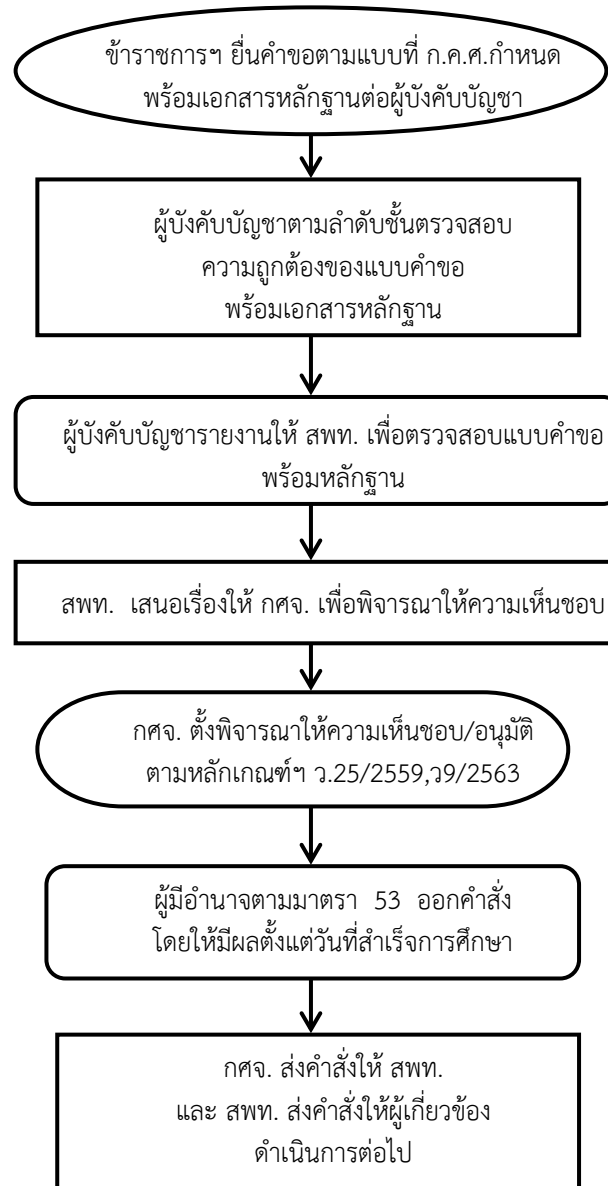 ข้าราชการฯ ยื่นคำขอตามแบบที่ ก.ค.ศ.กำหนด
พร้อมเอกสารหลักฐานต่อผู้บังคับบัญชา
ผู้บังคับบัญชาตามลำดับชั้นตรวจสอบ
ความถูกต้องของแบบคำขอ
พร้อมเอกสารหลักฐาน
ผู้บังคับบัญชารายงานให้ สพท. เพื่อตรวจสอบแบบคำขอ
พร้อมหลักฐาน
สพท. เสนอเรื่องให้ กศจ. เพื่อพิจารณาให้ความเห็นชอบ
กศจ. ตั้งพิจารณาให้ความเห็นชอบ/อนุมัติ
ตามหลักเกณฑ์ฯ ว.25/2559,ว9/2563
ผู้มีอำนาจตามมาตรา 53 ออกคำสั่ง
โดยให้มีผลตั้งแต่วันที่สำเร็จการศึกษา
กศจ. ส่งคำสั่งให้ สพท.
และ สพท. ส่งคำสั่งให้ผู้เกี่ยวข้อง
ดำเนินการต่อไป